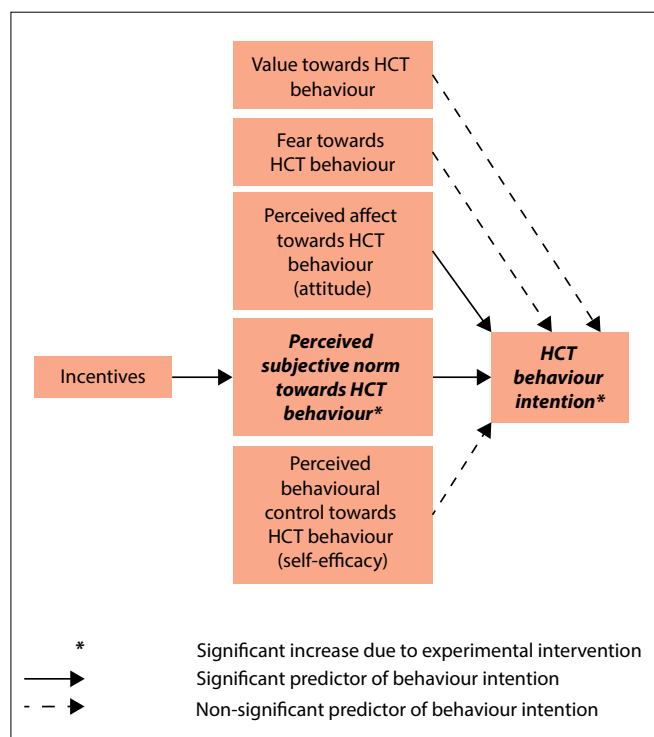 Value towards HCT
behaviour
Fear towards
HCT behaviour
Perceived affect
towards HCT
behaviour
(attitude)
Incentives
Perceived
subjective norm
towards HCT
behaviour*
HCT
behaviour
intention*
Perceived
behavioural
control towards
HCT behaviour
(self-efficacy)
* Significant increase due to experimental intervention
Significant predictor of behaviour intention
Non-significant predictor of behaviour intention